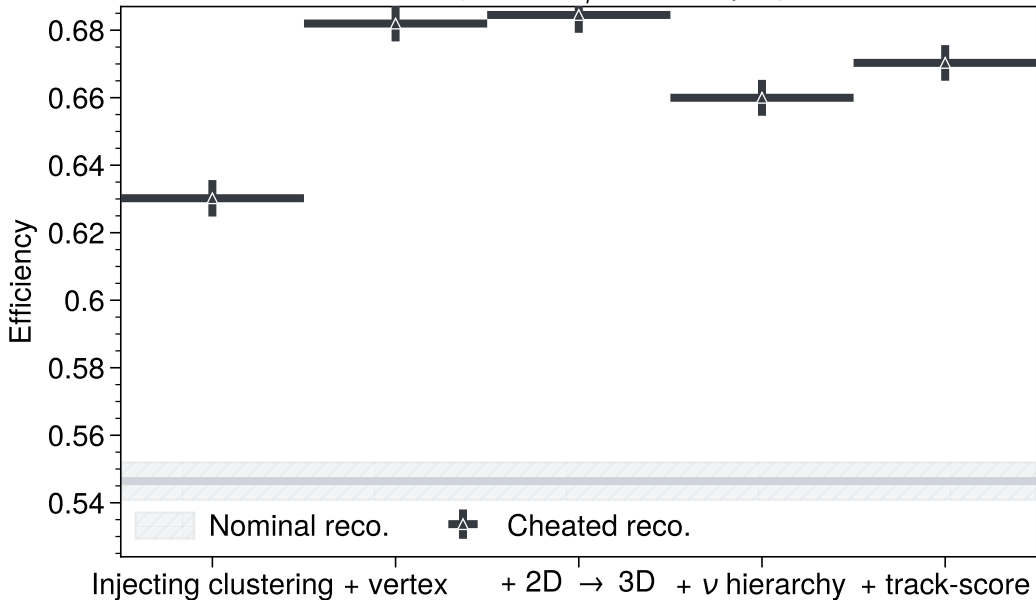 0.68
0.66
0.64
0.62
0.6
0.58
0.56
0.54
Efficiency
Nominal reco. Cheated reco.
Injecting clustering + vertex + 2D → 3D + ν hierarchy + track-score